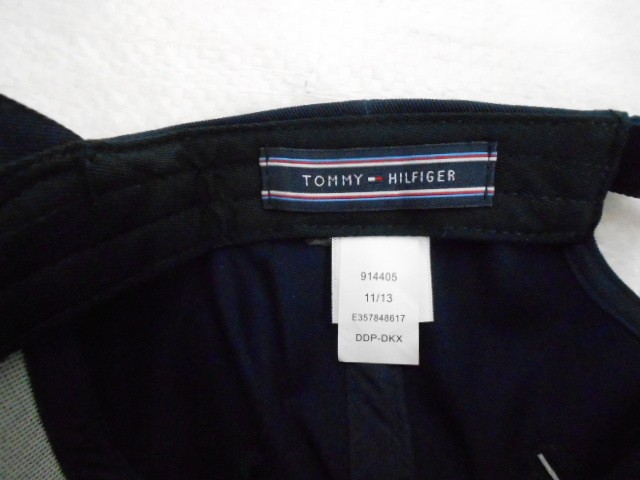 TOMMY HILFIGER
914405
11/13
E357848617
DDP-DKX